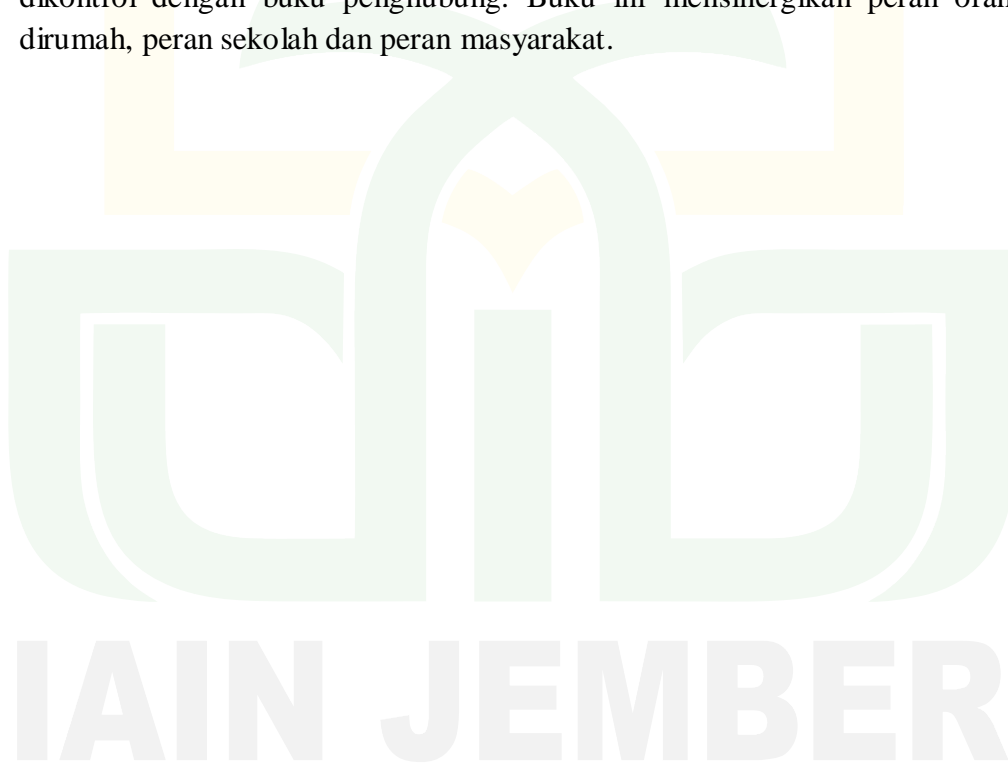 dikontrol dengan buku penghubung. Buku ini mensinergikan peran
dirumah, peran sekolah dan peran masyarakat.
IAIN JEMBER